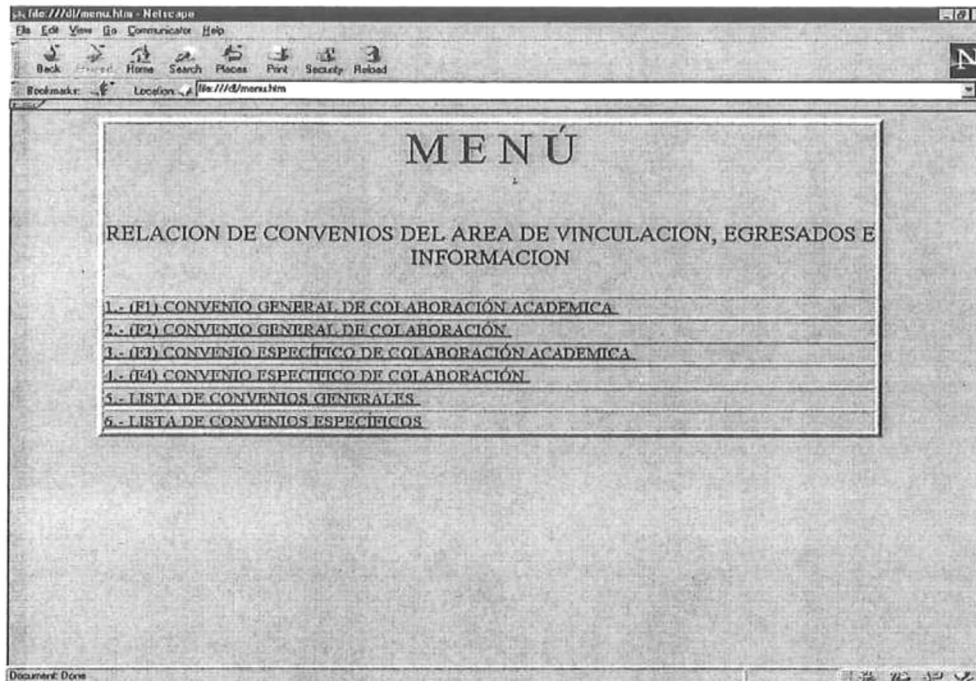 file:///dl/menu.htm - Netscape
File Edit View Go Communicator Help
Back Forward Home Search Places Print Security Reload
N
Bookmarks: Location: file:///dl/menu.htm
MENÚ
RELACION DE CONVENIOS DEL AREA DE VINCULACION, EGRESADOS E
INFORMACION
1.- (F1) CONVENIO GENERAL DE COLABORACIÓN ACADEMICA
2.- (F2) CONVENIO GENERAL DE COLABORACIÓN
3.- (F3) CONVENIO ESPECÍFICO DE COLABORACIÓN ACADEMICA
4.- (F4) CONVENIO ESPECIFICO DE COLABORACIÓN
5.- LISTA DE CONVENIOS GENERALES
6.- LISTA DE CONVENIOS ESPECÍFICOS
Document: Done